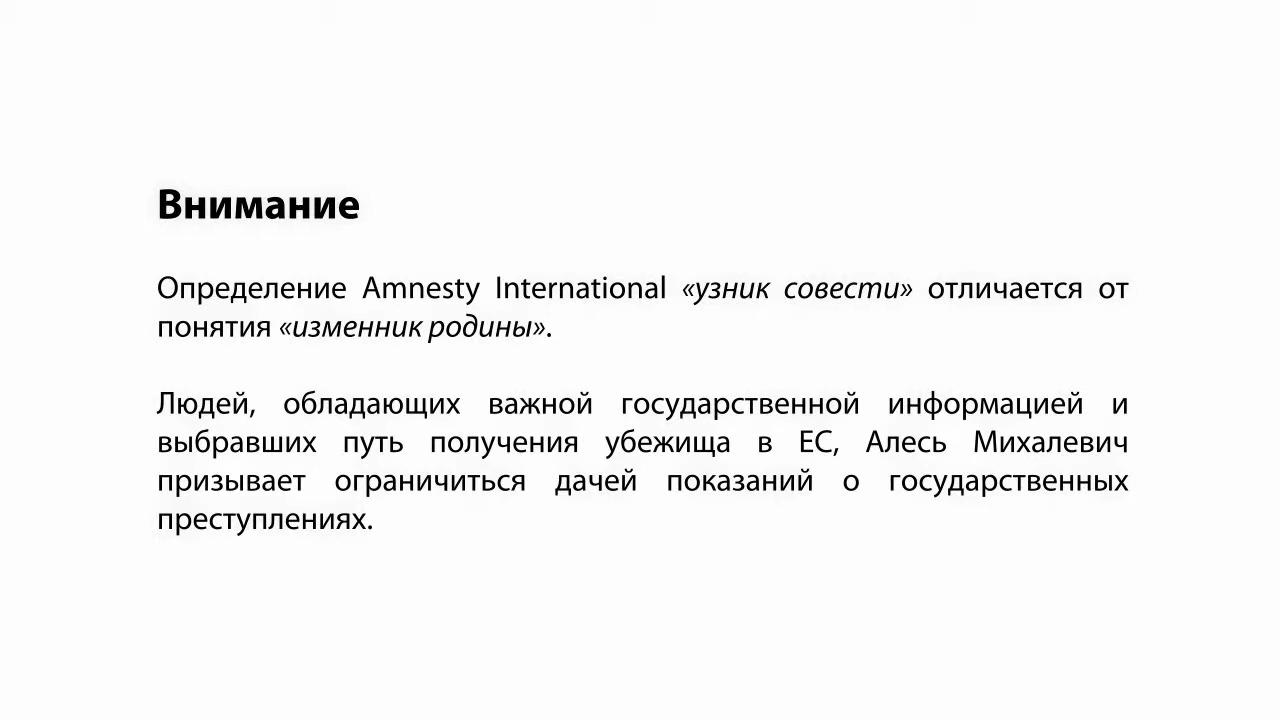 Внимание
Определение Amnesty International «узник совести» отличается от
понятия «изменник родины».
Людей, обладающих важной государственной информацией и
выбравших путь получения убежища в ЕС, Алесь Михалевич
призывает ограничиться дачей показаний о государственных
преступлениях.